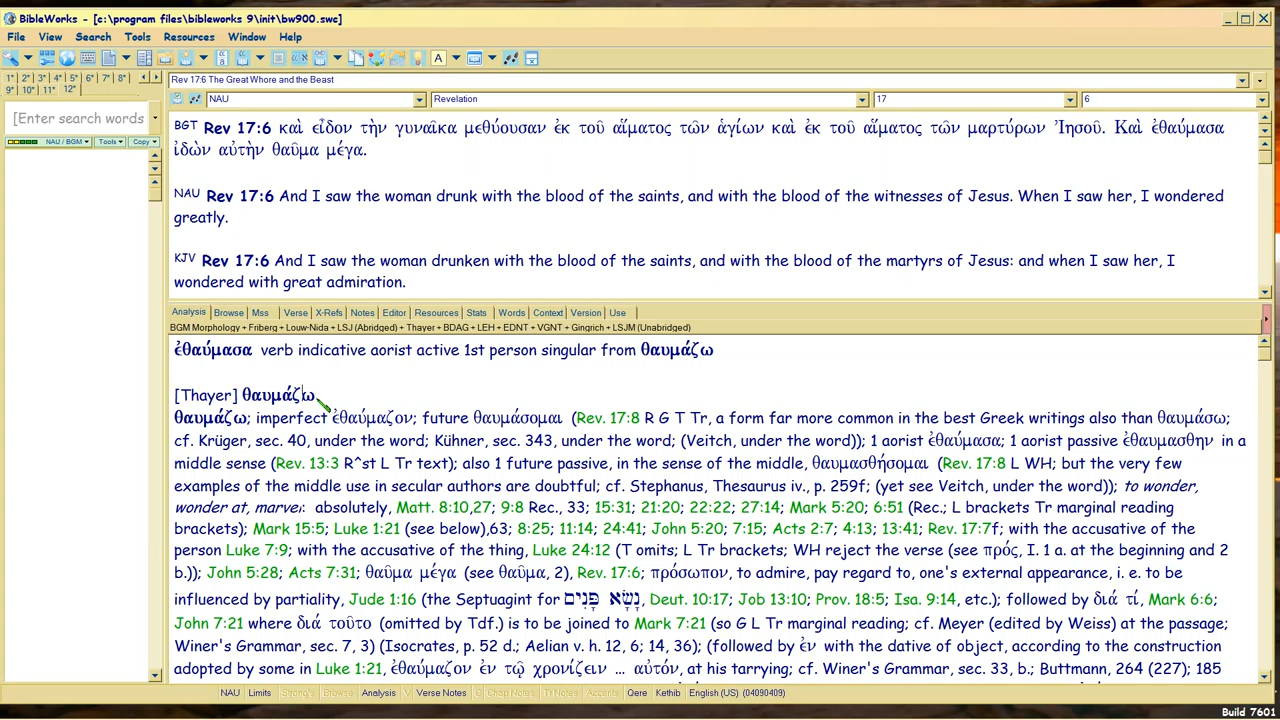 BibleWorks - [c:\program files\bibleworks 9\init\bw900.swc]
File View Search Tools Resources Window Help
A
1* 2* 3* 4* 5* 6* 7* 8*
9* 10* 11* 12*
Rev 17:6 The Great Whore and the Beast
NAU Revelation 17 6
[Enter search words
NAU / BGM Tools Copy
BGT Rev 17:6 καὶ εἶδον τὴν γυναῖκα μεθύουσαν ἐκ τοῦ αἵματος τῶν ἁγίων καὶ ἐκ τοῦ αἵματος τῶν μαρτύρων Ἰησοῦ. Καὶ ἐθαύμασα
ἰδὼν αὐτὴν θαῦμα μέγα.
NAU Rev 17:6 And I saw the woman drunk with the blood of the saints, and with the blood of the witnesses of Jesus. When I saw her, I wondered
greatly.
KJV Rev 17:6 And I saw the woman drunken with the blood of the saints, and with the blood of the martyrs of Jesus: and when I saw her, I
wondered with great admiration.
Analysis Browse Mss Verse X-Refs Notes Editor Resources Stats Words Context Version Use
BGM Morphology + Friberg + Louw-Nida + LSJ (Abridged) + Thayer + BDAG + LEH + EDNT + VGNT + Gingrich + LSJM (Unabridged)
ἐθαύμασα verb indicative aorist active 1st person singular from θαυμάζω
[Thayer] θαυμάζω
θαυμάζω; imperfect ἐθαύμαζον; future θαυμάσομαι (Rev. 17:8 R G T Tr, a form far more common in the best Greek writings also than θαυμάσω;
cf. Krüger, sec. 40, under the word; Kühner, sec. 343, under the word; (Veitch, under the word)); 1 aorist ἐθαύμασα; 1 aorist passive ἐθαυμασθην in a
middle sense (Rev. 13:3 R^st L Tr text); also 1 future passive, in the sense of the middle, θαυμασθήσομαι (Rev. 17:8 L WH; but the very few
examples of the middle use in secular authors are doubtful; cf. Stephanus, Thesaurus iv., p. 259f; (yet see Veitch, under the word)); to wonder,
wonder at, marvel: absolutely, Matt. 8:10,27; 9:8 Rec., 33; 15:31; 21:20; 22:22; 27:14; Mark 5:20; 6:51 (Rec.; L brackets Tr marginal reading
brackets); Mark 15:5; Luke 1:21 (see below),63; 8:25; 11:14; 24:41; John 5:20; 7:15; Acts 2:7; 4:13; 13:41; Rev. 17:7f; with the accusative of the
person Luke 7:9; with the accusative of the thing, Luke 24:12 (T omits; L Tr brackets; WH reject the verse (see πρός, I. 1 a. at the beginning and 2
b.)); John 5:28; Acts 7:31; θαῦμα μέγα (see θαῦμα, 2), Rev. 17:6; πρόσωπον, to admire, pay regard to, one's external appearance, i. e. to be
influenced by partiality, Jude 1:16 (the Septuagint for נָשָׂא פָּנִים, Deut. 10:17; Job 13:10; Prov. 18:5; Isa. 9:14, etc.); followed by διά τί, Mark 6:6;
John 7:21 where διά τοῦτο (omitted by Tdf.) is to be joined to Mark 7:21 (so G L Tr marginal reading; cf. Meyer (edited by Weiss) at the passage;
Winer's Grammar, sec. 7, 3) (Isocrates, p. 52 d.; Aelian v. h. 12, 6; 14, 36); (followed by ἐν with the dative of object, according to the construction
adopted by some in Luke 1:21, ἐθαύμαζον ἐν τῷ χρονίζειν ... αὐτόν, at his tarrying; cf. Winer's Grammar, sec. 33, b.; Buttmann, 264 (227); 185
NAU Limits Strong's Browse Analysis V Verse Notes C Chap Notes Tr Notes Accents Qere Kethib English (US) (04090409)
Build 7601